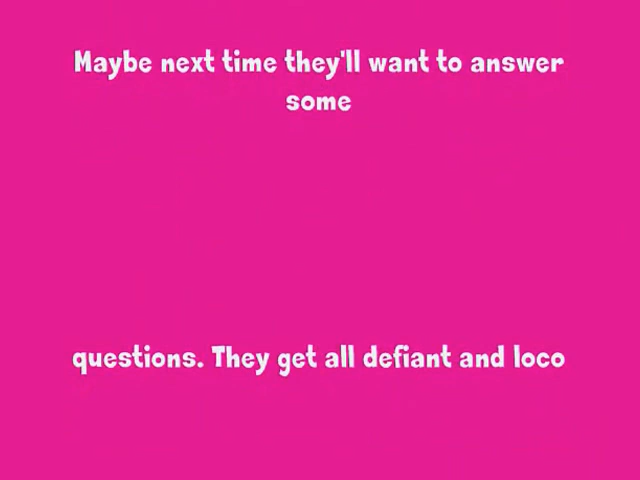 Maybe next time they'll want to answer
some
questions. They get all defiant and loco